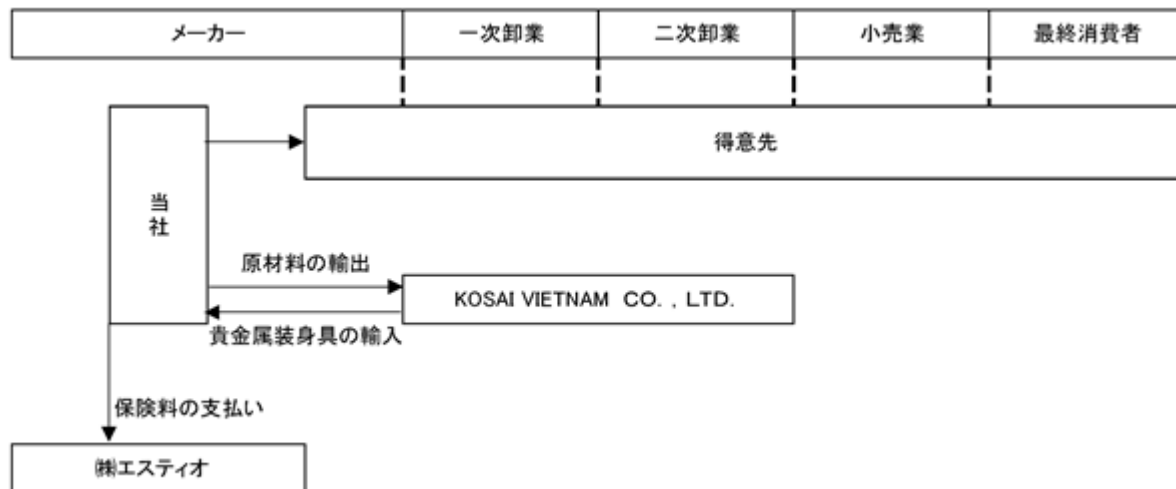 メーカー 一次卸業 二次卸業 小売業 最終消費者
得意先
当社
原材料の輸出
KOSAI VIETNAM CO.，LTD.
貴金属装身具の輸入
保険料の支払い
㈱エスティオ